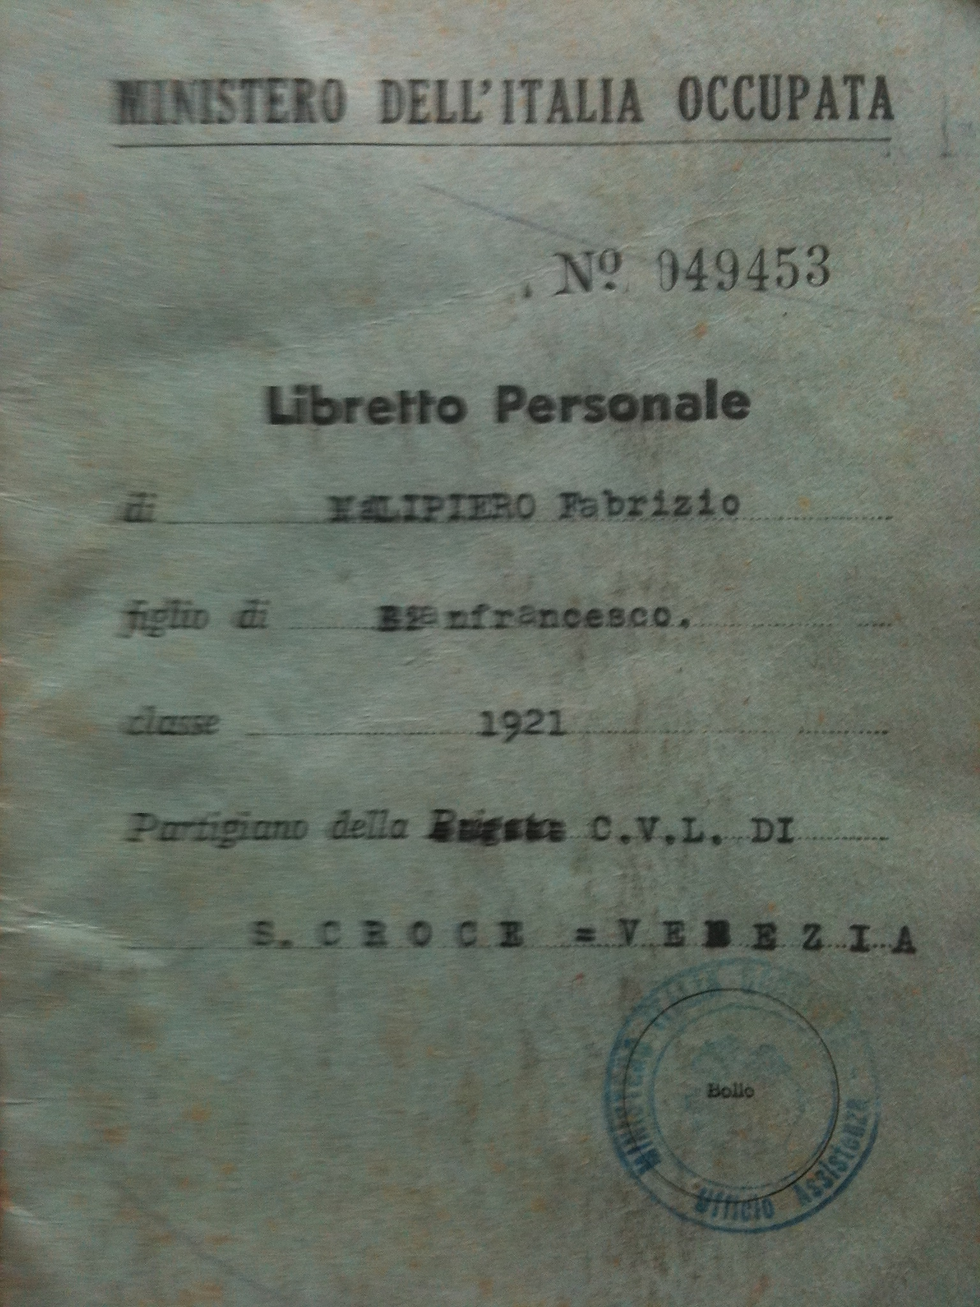 MINISTERO DELL'ITALIA OCCUPATA
Nº 049453
Libretto Personale
di MALIPIERO Fabrizio
figlio di
classe 1921
Partigiano della C.V.L. DI
S. CROCE = VENEZIA
Bollo
Ufficio Assistenza